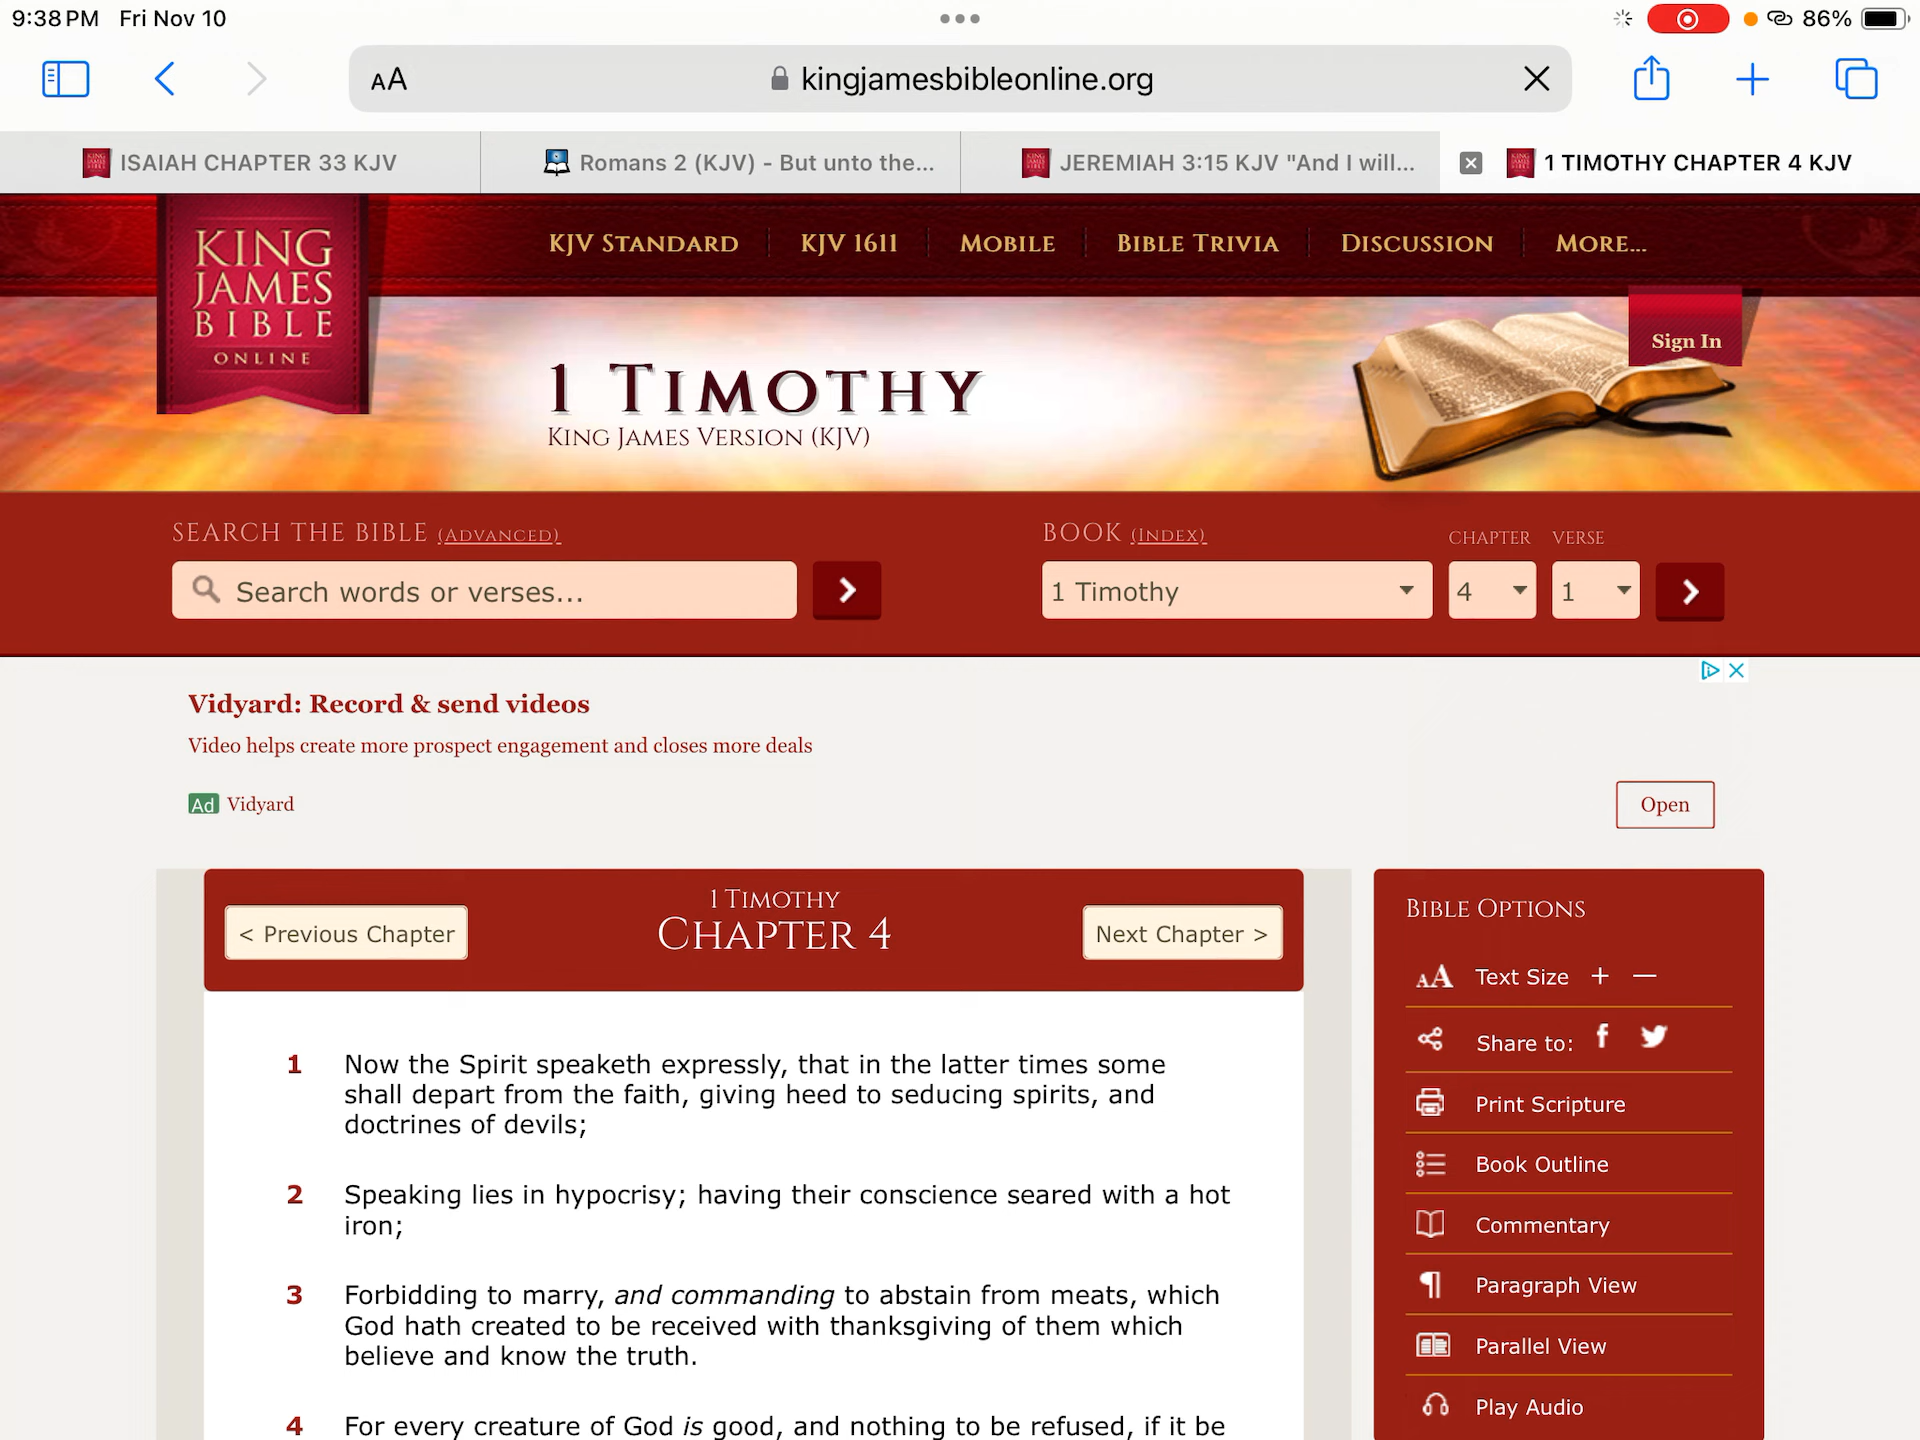 9:38 PM Fri Nov 10
86%
AA kingjamesbibleonline.org
ISAIAH CHAPTER 33 KJV
Romans 2 (KJV) - But unto the...
JEREMIAH 3:15 KJV "And I will...
1 TIMOTHY CHAPTER 4 KJV
KING
JAMES
BIBLE
ONLINE
KJV STANDARD KJV 1611 MOBILE BIBLE TRIVIA DISCUSSION MORE...
Sign In
1 TIMOTHY
KING JAMES VERSION (KJV)
SEARCH THE BIBLE (ADVANCED)
Search words or verses...
BOOK (INDEX) CHAPTER VERSE
1 Timothy 4 1
Vidyard: Record & send videos
Video helps create more prospect engagement and closes more deals
Ad Vidyard
Open
1 TIMOTHY
< Previous Chapter CHAPTER 4 Next Chapter >
1 Now the Spirit speaketh expressly, that in the latter times some
shall depart from the faith, giving heed to seducing spirits, and
doctrines of devils;
2 Speaking lies in hypocrisy; having their conscience seared with a hot
iron;
3 Forbidding to marry, and commanding to abstain from meats, which
God hath created to be received with thanksgiving of them which
believe and know the truth.
4 For every creature of God is good, and nothing to be refused, if it be
BIBLE OPTIONS
AA Text Size + —
Share to:
Print Scripture
Book Outline
Commentary
Paragraph View
Parallel View
Play Audio